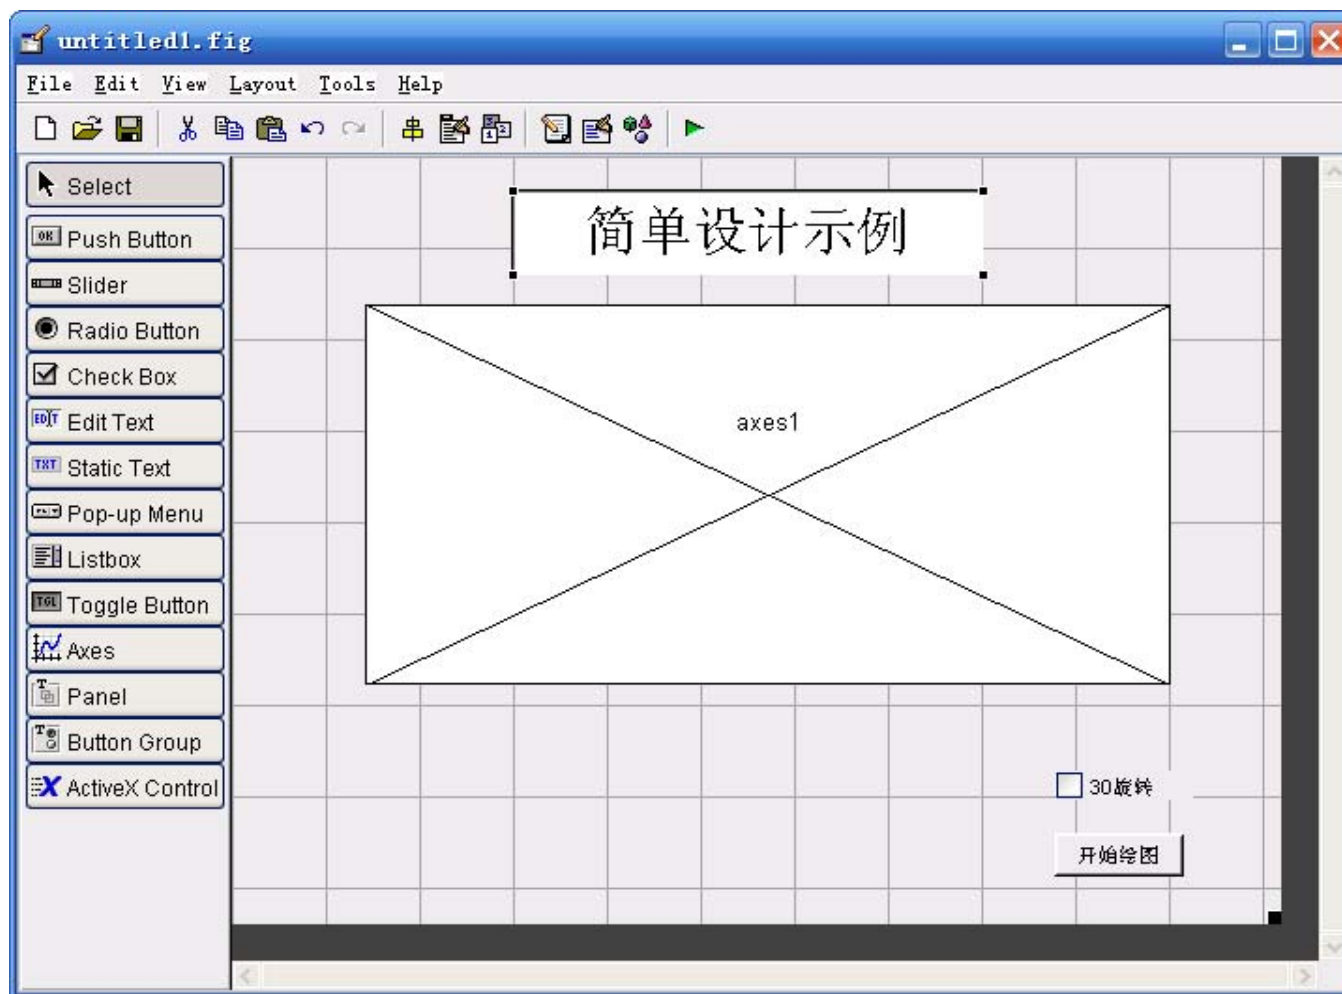 untitled1.fig
File Edit View Layout Tools Help
Select
Push Button
Slider
Radio Button
Check Box
Edit Text
Static Text
Pop-up Menu
Listbox
Toggle Button
Axes
Panel
Button Group
ActiveX Control
简单设计示例
axes1
30旋转
开始绘图